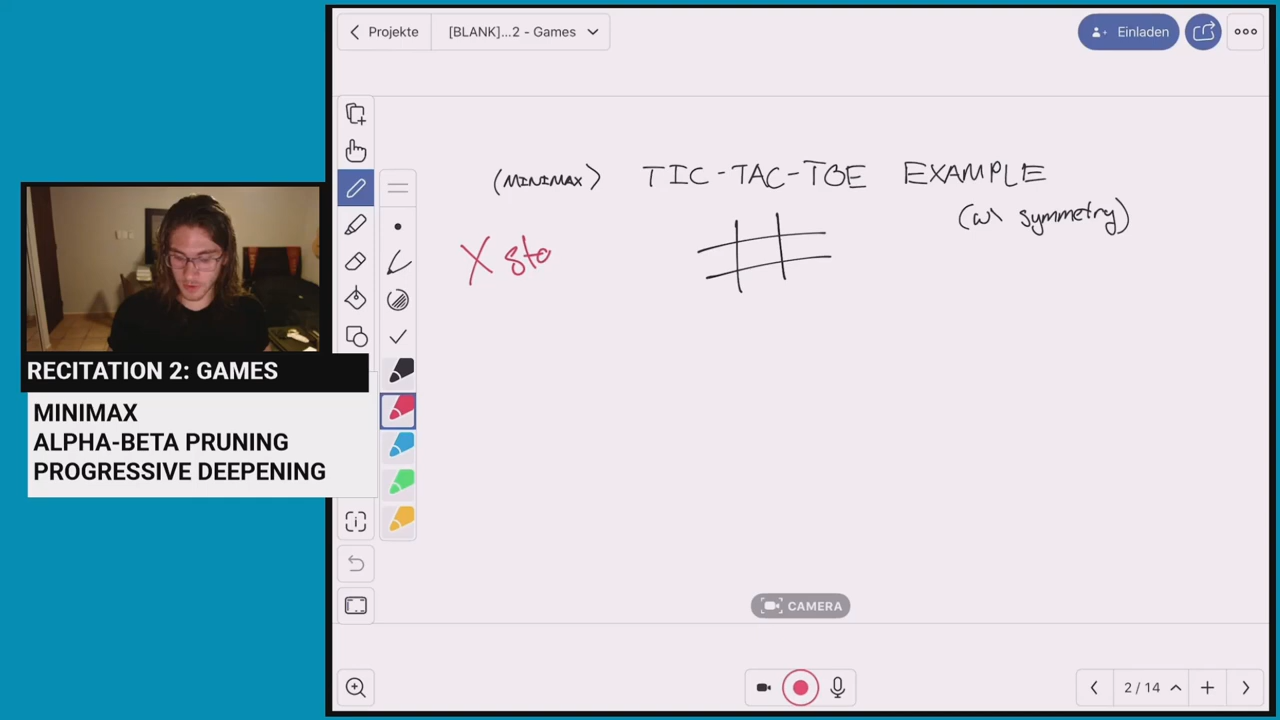 Projekte
[BLANK]...2 - Games
Einladen
(MINIMAX) TIC-TAC-TOE EXAMPLE
(w\ symmetry)
X sta
RECITATION 2: GAMES
MINIMAX
ALPHA-BETA PRUNING
PROGRESSIVE DEEPENING
CAMERA
2 / 14